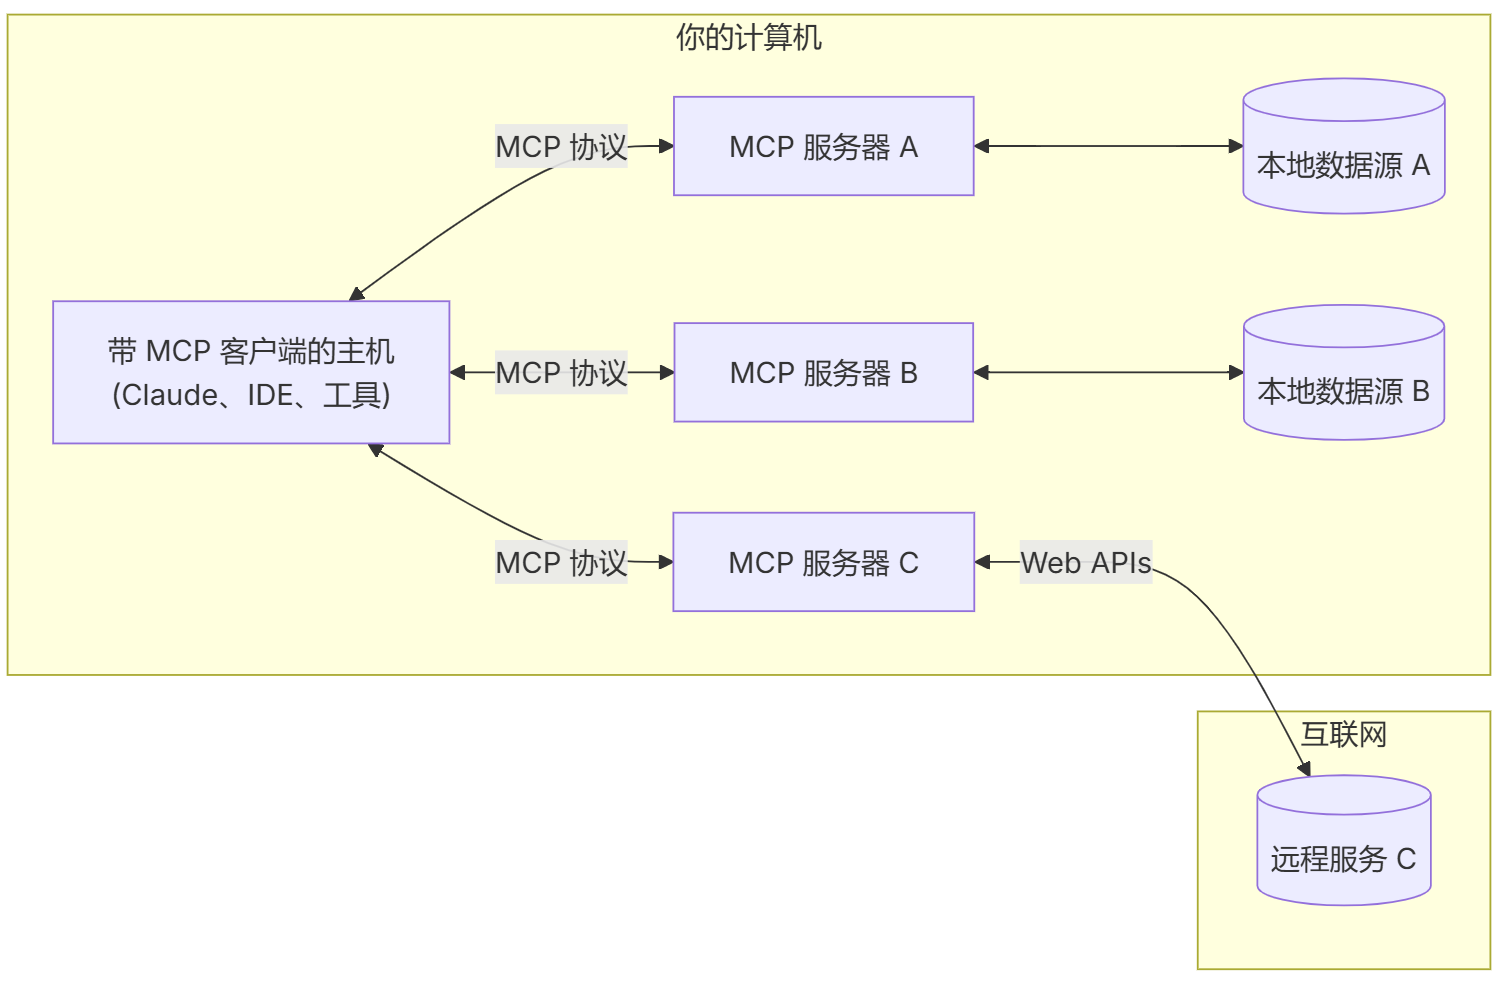 你的计算机
MCP 协议
MCP 服务器 A
本地数据源 A
带 MCP 客户端的主机
(Claude、IDE、工具)
MCP 协议
MCP 服务器 B
本地数据源 B
MCP 协议
MCP 服务器 C
Web APIs
互联网
远程服务 C